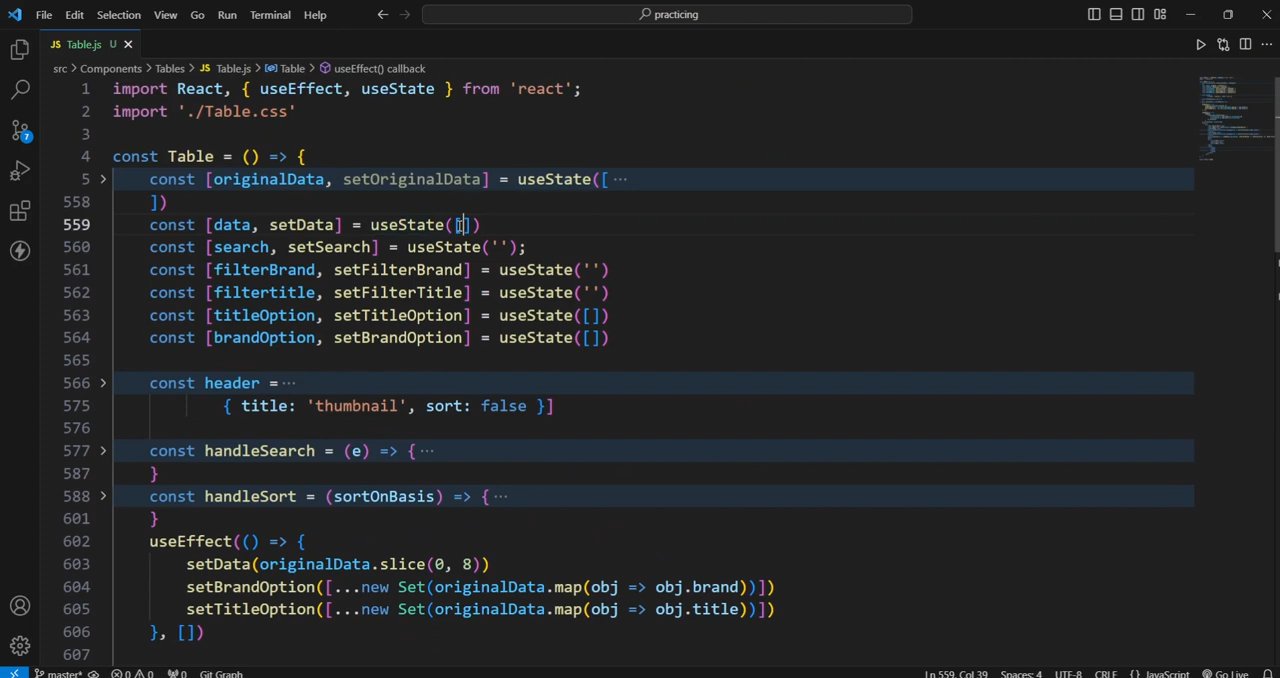 File Edit Selection View Go Run Terminal Help practicing
JS Table.js U
src > Components > Tables > JS Table.js > Table > useEffect() callback
1 import React, { useEffect, useState } from 'react';
2 import './Table.css'
3
4 const Table = () => {
5 const [originalData, setOriginalData] = useState([ ...
558 ])
559 const [data, setData] = useState([])
560 const [search, setSearch] = useState('');
561 const [filterBrand, setFilterBrand] = useState('')
562 const [filtertitle, setFilterTitle] = useState('')
563 const [titleOption, setTitleOption] = useState([])
564 const [brandOption, setBrandOption] = useState([])
565
566 const header = ...
575 { title: 'thumbnail', sort: false }]
576
577 const handleSearch = (e) => { ...
587 }
588 const handleSort = (sortOnBasis) => { ...
601 }
602 useEffect(() => {
603 setData(originalData.slice(0, 8))
604 setBrandOption([...new Set(originalData.map(obj => obj.brand))])
605 setTitleOption([...new Set(originalData.map(obj => obj.title))])
606 }, [])
607
7
master* 0 0 0 Git Graph Ln 559, Col 39 Spaces: 4 UTF-8 CRLF {} JavaScript Go Live